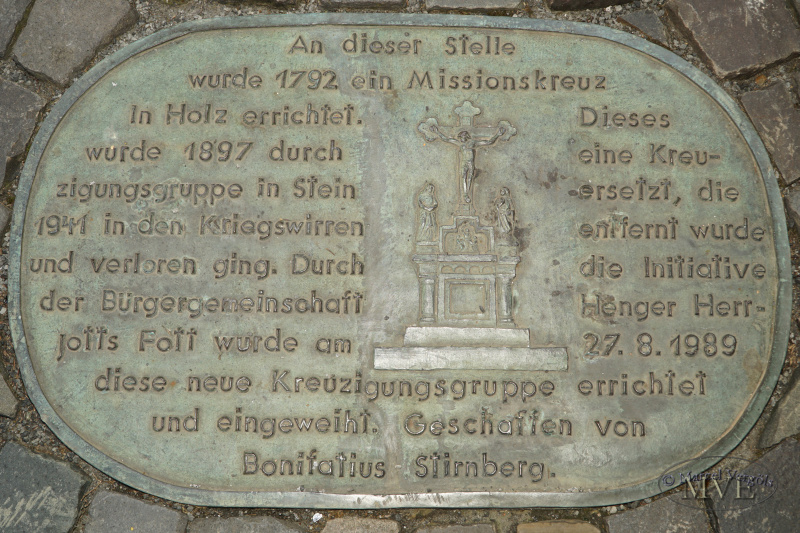 An dieser Stelle
wurde 1792 ein Missionskreuz
in Holz errichtet. Dieses
wurde 1897 durch eine Kreu-
zigungsgruppe in Stein ersetzt, die
1941 in den Kriegswirren entfernt wurde
und verloren ging. Durch die Initiative
der Bürgergemeinschaft Henger Herr-
jotts Fott wurde am 27. 8. 1989
diese neue Kreuzigungsgruppe errichtet
und eingeweiht. Geschaffen von
Bonifatius Stirnberg.
MVE